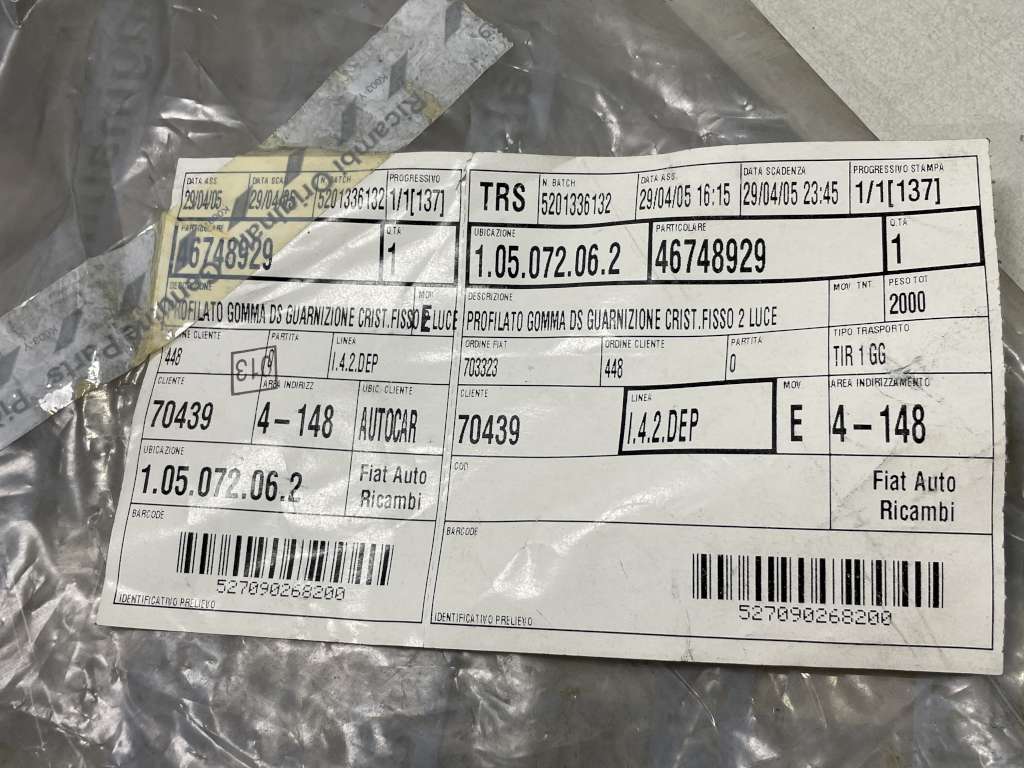 Ricambi Originali
DATA ASS.
29/04/05
DATA SCA
29/04/05
N. BATCH
5201336132
PROGRESSIVO
1/1[137]
PARTICOLARE
46748929
Q.TA
1
DESCRIZIONE
MOV
PROFILATO GOMMA DS GUARNIZIONE CRIST.FISSO E LUCE
CLIENTE
448
PARTITA
0
LINEA
I.4.2.DEP
013
CLIENTE
70439
AREA INDIRIZZ
4-148
UBIC. CLIENTE
AUTOCAR
UBICAZIONE
1.05.072.06.2
Fiat Auto
Ricambi
BARCODE
527090268200
IDENTIFICATIVO PRELIEVO
TRS
N. BATCH
5201336132
DATA ASS
29/04/05 16:15
DATA SCADENZA
29/04/05 23:45
PROGRESSIVO STAMPA
1/1[137]
UBICAZIONE
1.05.072.06.2
PARTICOLARE
46748929
Q.TA
1
DESCRIZIONE
PROFILATO GOMMA DS GUARNIZIONE CRIST.FISSO 2 LUCE
MOV TNT.
PESO TOT
2000
ORDINE FIAT
703323
ORDINE CLIENTE
448
PARTITA
0
TIPO TRASPORTO
TIR 1 GG
CLIENTE
70439
LINEA
I.4.2.DEP
MOV
E
AREA INDIRIZZAMENTO
4-148
COD
Fiat Auto
Ricambi
BARCODE
527090268200
IDENTIFICATIVO PRELIEVO